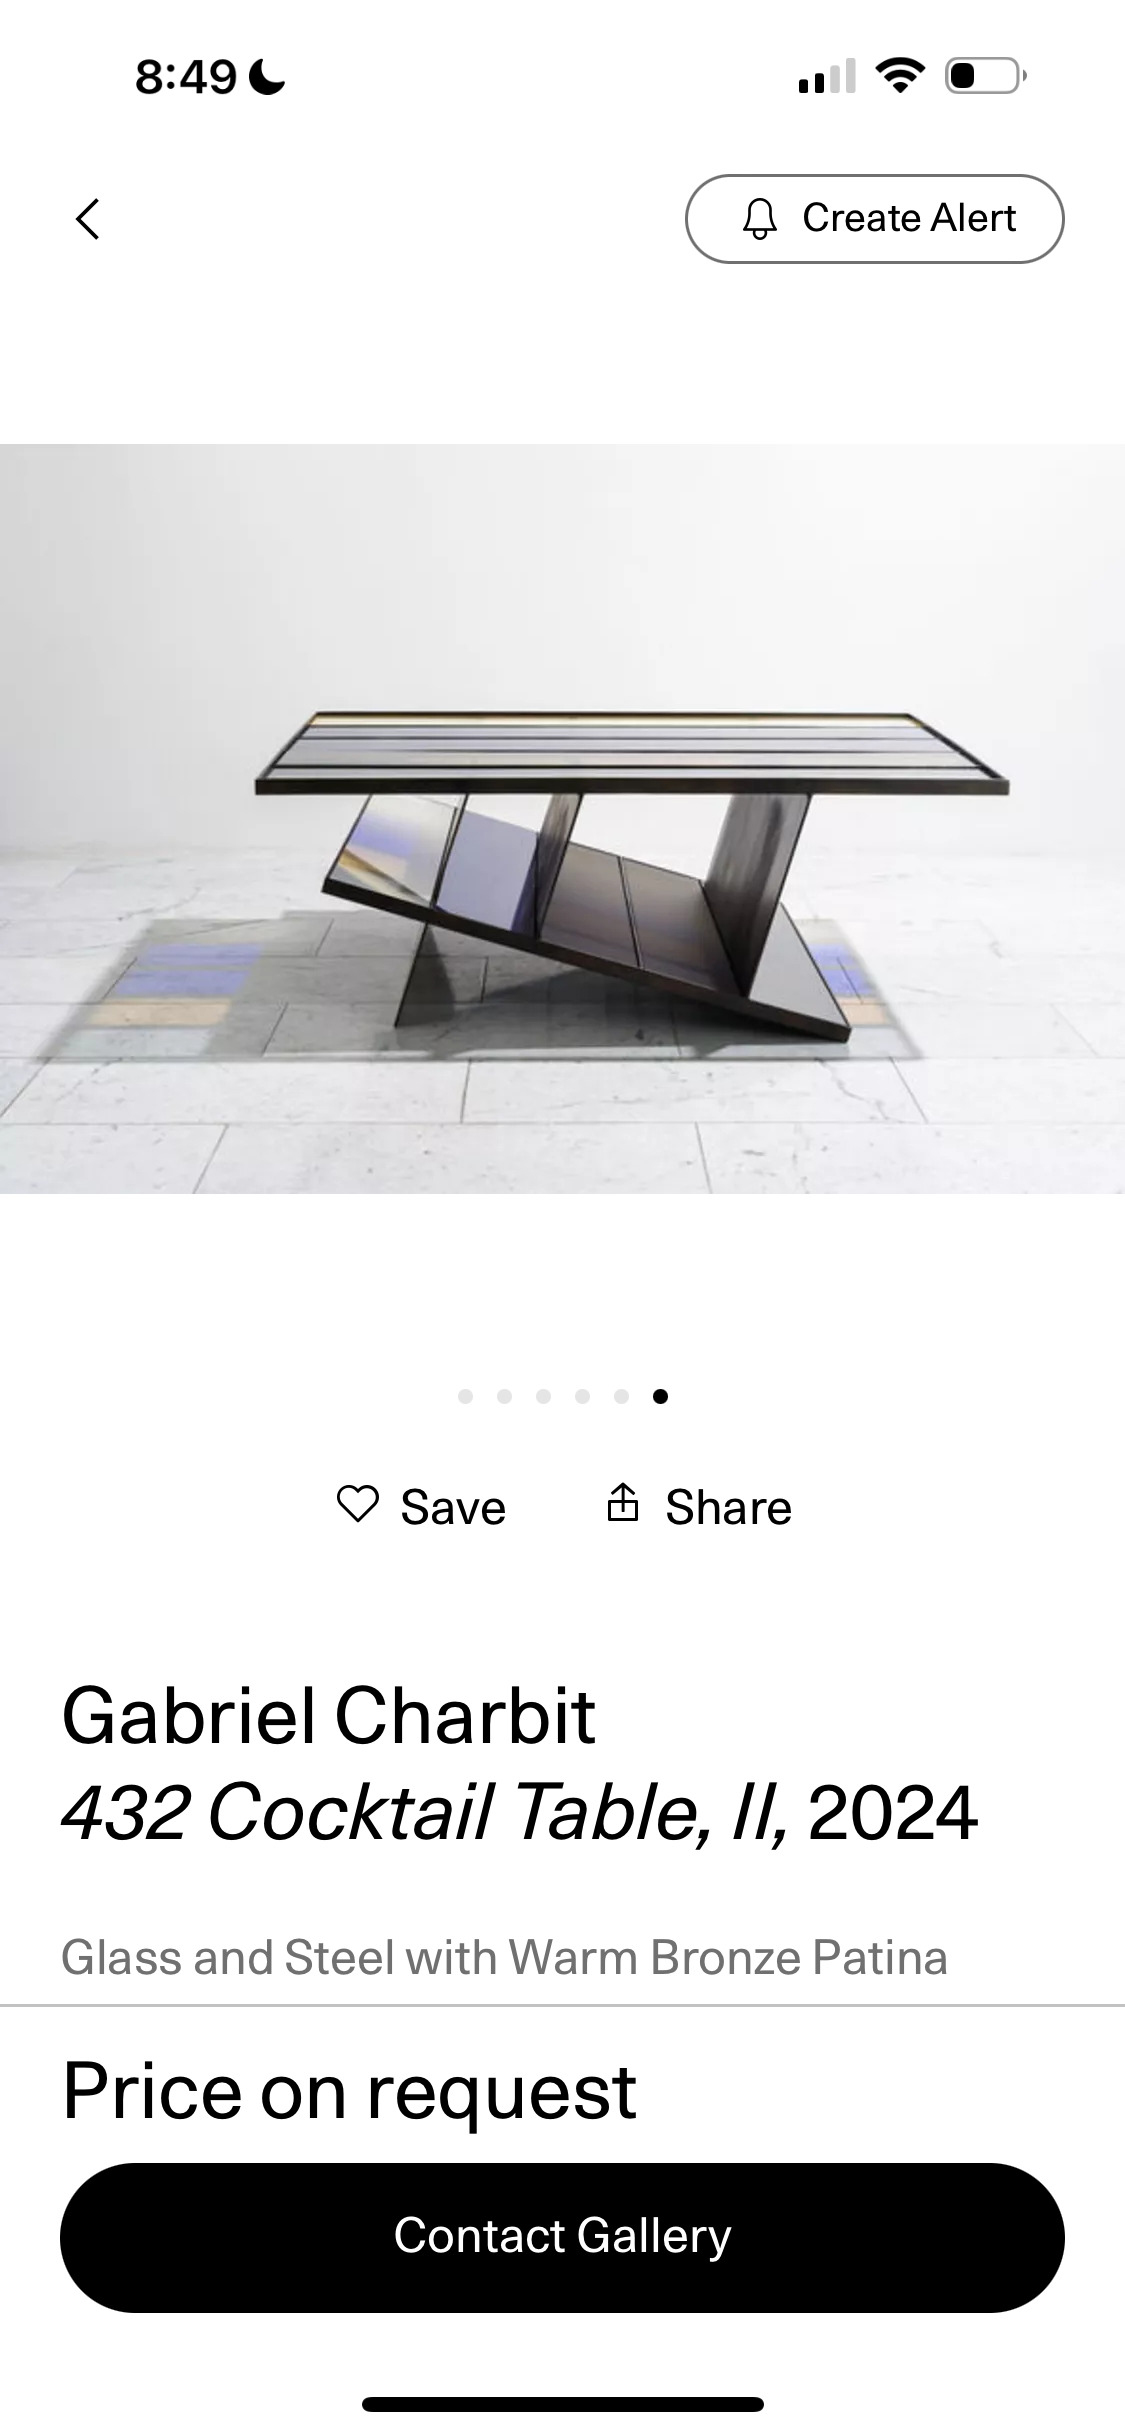 8:49
Create Alert
Save
Share
Gabriel Charbit
432 Cocktail Table, II, 2024
Glass and Steel with Warm Bronze Patina
Price on request
Contact Gallery